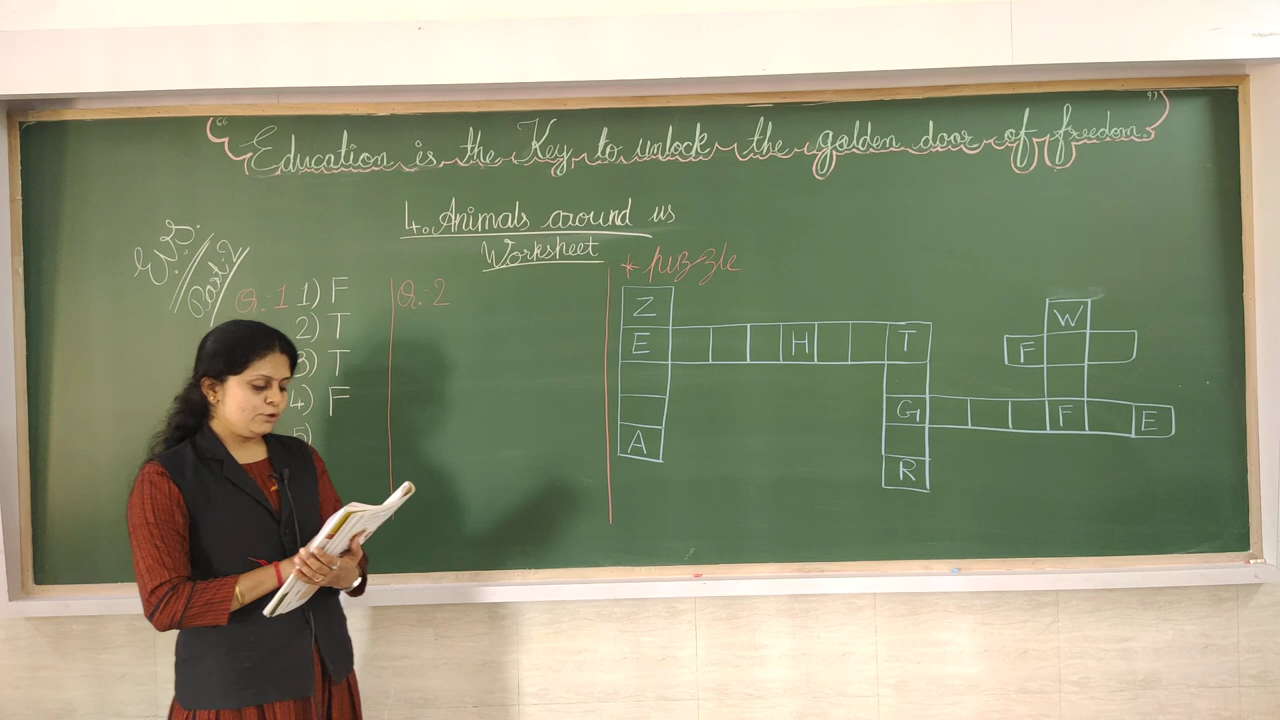 "Education is the Key to unlock the golden door of freedom."
E.V.S.
Part-2
4. Animals around us
Worksheet
Q.-1 1) F
2) T
3) T
4) F
5)
Q.-2
* puzzle
Z
E H T
A
G F E
R
W
F